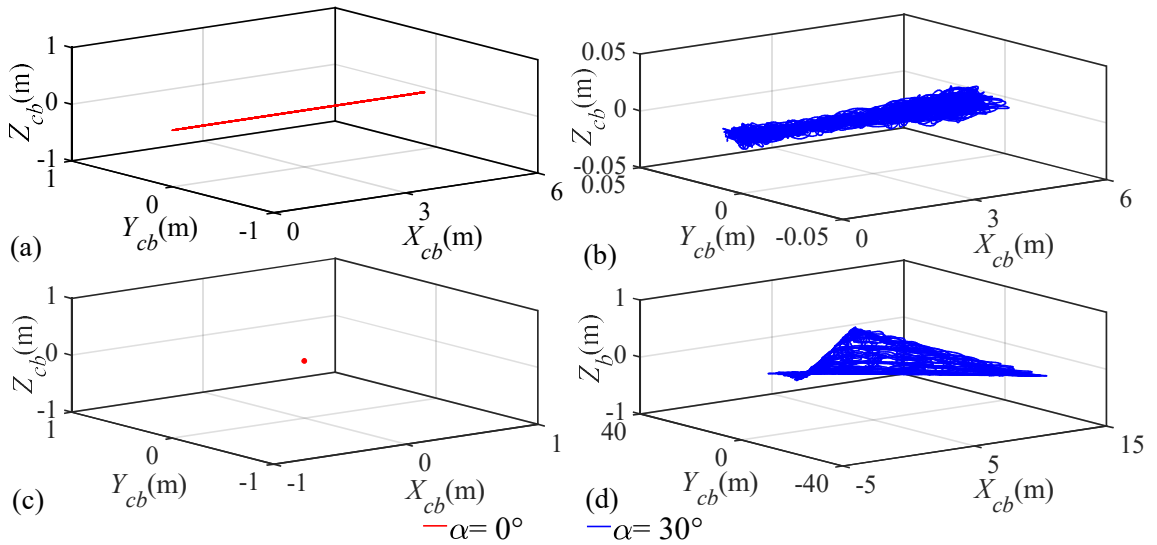 1
0
-1
1
0
-1
0
3
6
Z_cb(m)
Y_cb(m)
X_cb(m)
(a)
0.05
0
-0.05
0.05
0
-0.05
0
3
6
Z_cb(m)
Y_cb(m)
X_cb(m)
(b)
1
0
-1
1
0
-1
-1
0
1
Z_cb(m)
Y_cb(m)
X_cb(m)
(c)
1
0
-1
40
0
-40
-5
5
15
Z_b(m)
Y_cb(m)
X_cb(m)
(d)
α= 0°
α= 30°